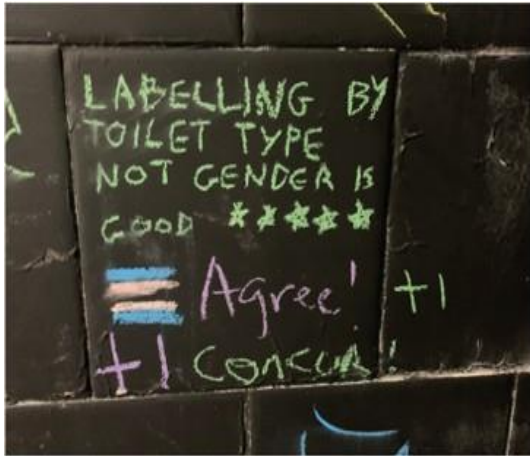 LABELLING BY
TOILET TYPE
NOT GENDER IS
GOOD *****
Agree! +1
+1 CONCUR!